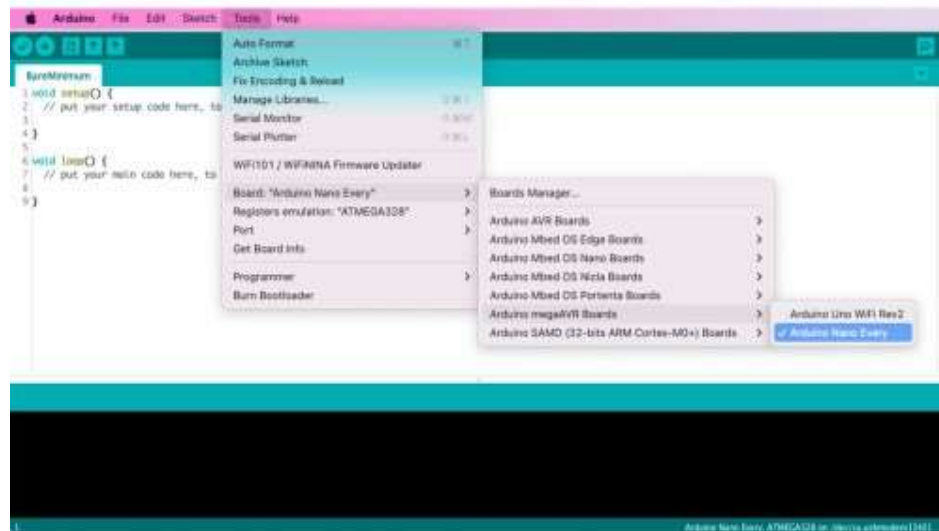 Arduino File Edit Sketch Tools Help
BareMinimum
1 void setup() {
2 // put your setup code here, to
3
4 }
5
6 void loop() {
7 // put your main code here, to
8
9 }
Auto Format ⌘T
Archive Sketch
Fix Encoding & Reload
Manage Libraries...
Serial Monitor
Serial Plotter
WiFi101 / WiFiNINA Firmware Updater
Board: "Arduino Nano Every"
Registers emulation: "ATMEGA328"
Port
Get Board Info
Programmer
Burn Bootloader
Boards Manager...
Arduino AVR Boards
Arduino Mbed OS Edge Boards
Arduino Mbed OS Nano Boards
Arduino Mbed OS Nicla Boards
Arduino Mbed OS Portenta Boards
Arduino megaAVR Boards
Arduino SAMD (32-bits ARM Cortex-M0+) Boards
Arduino Uno WiFi Rev2
✓ Arduino Nano Every
1
Arduino Nano Every, ATMEGA328 on